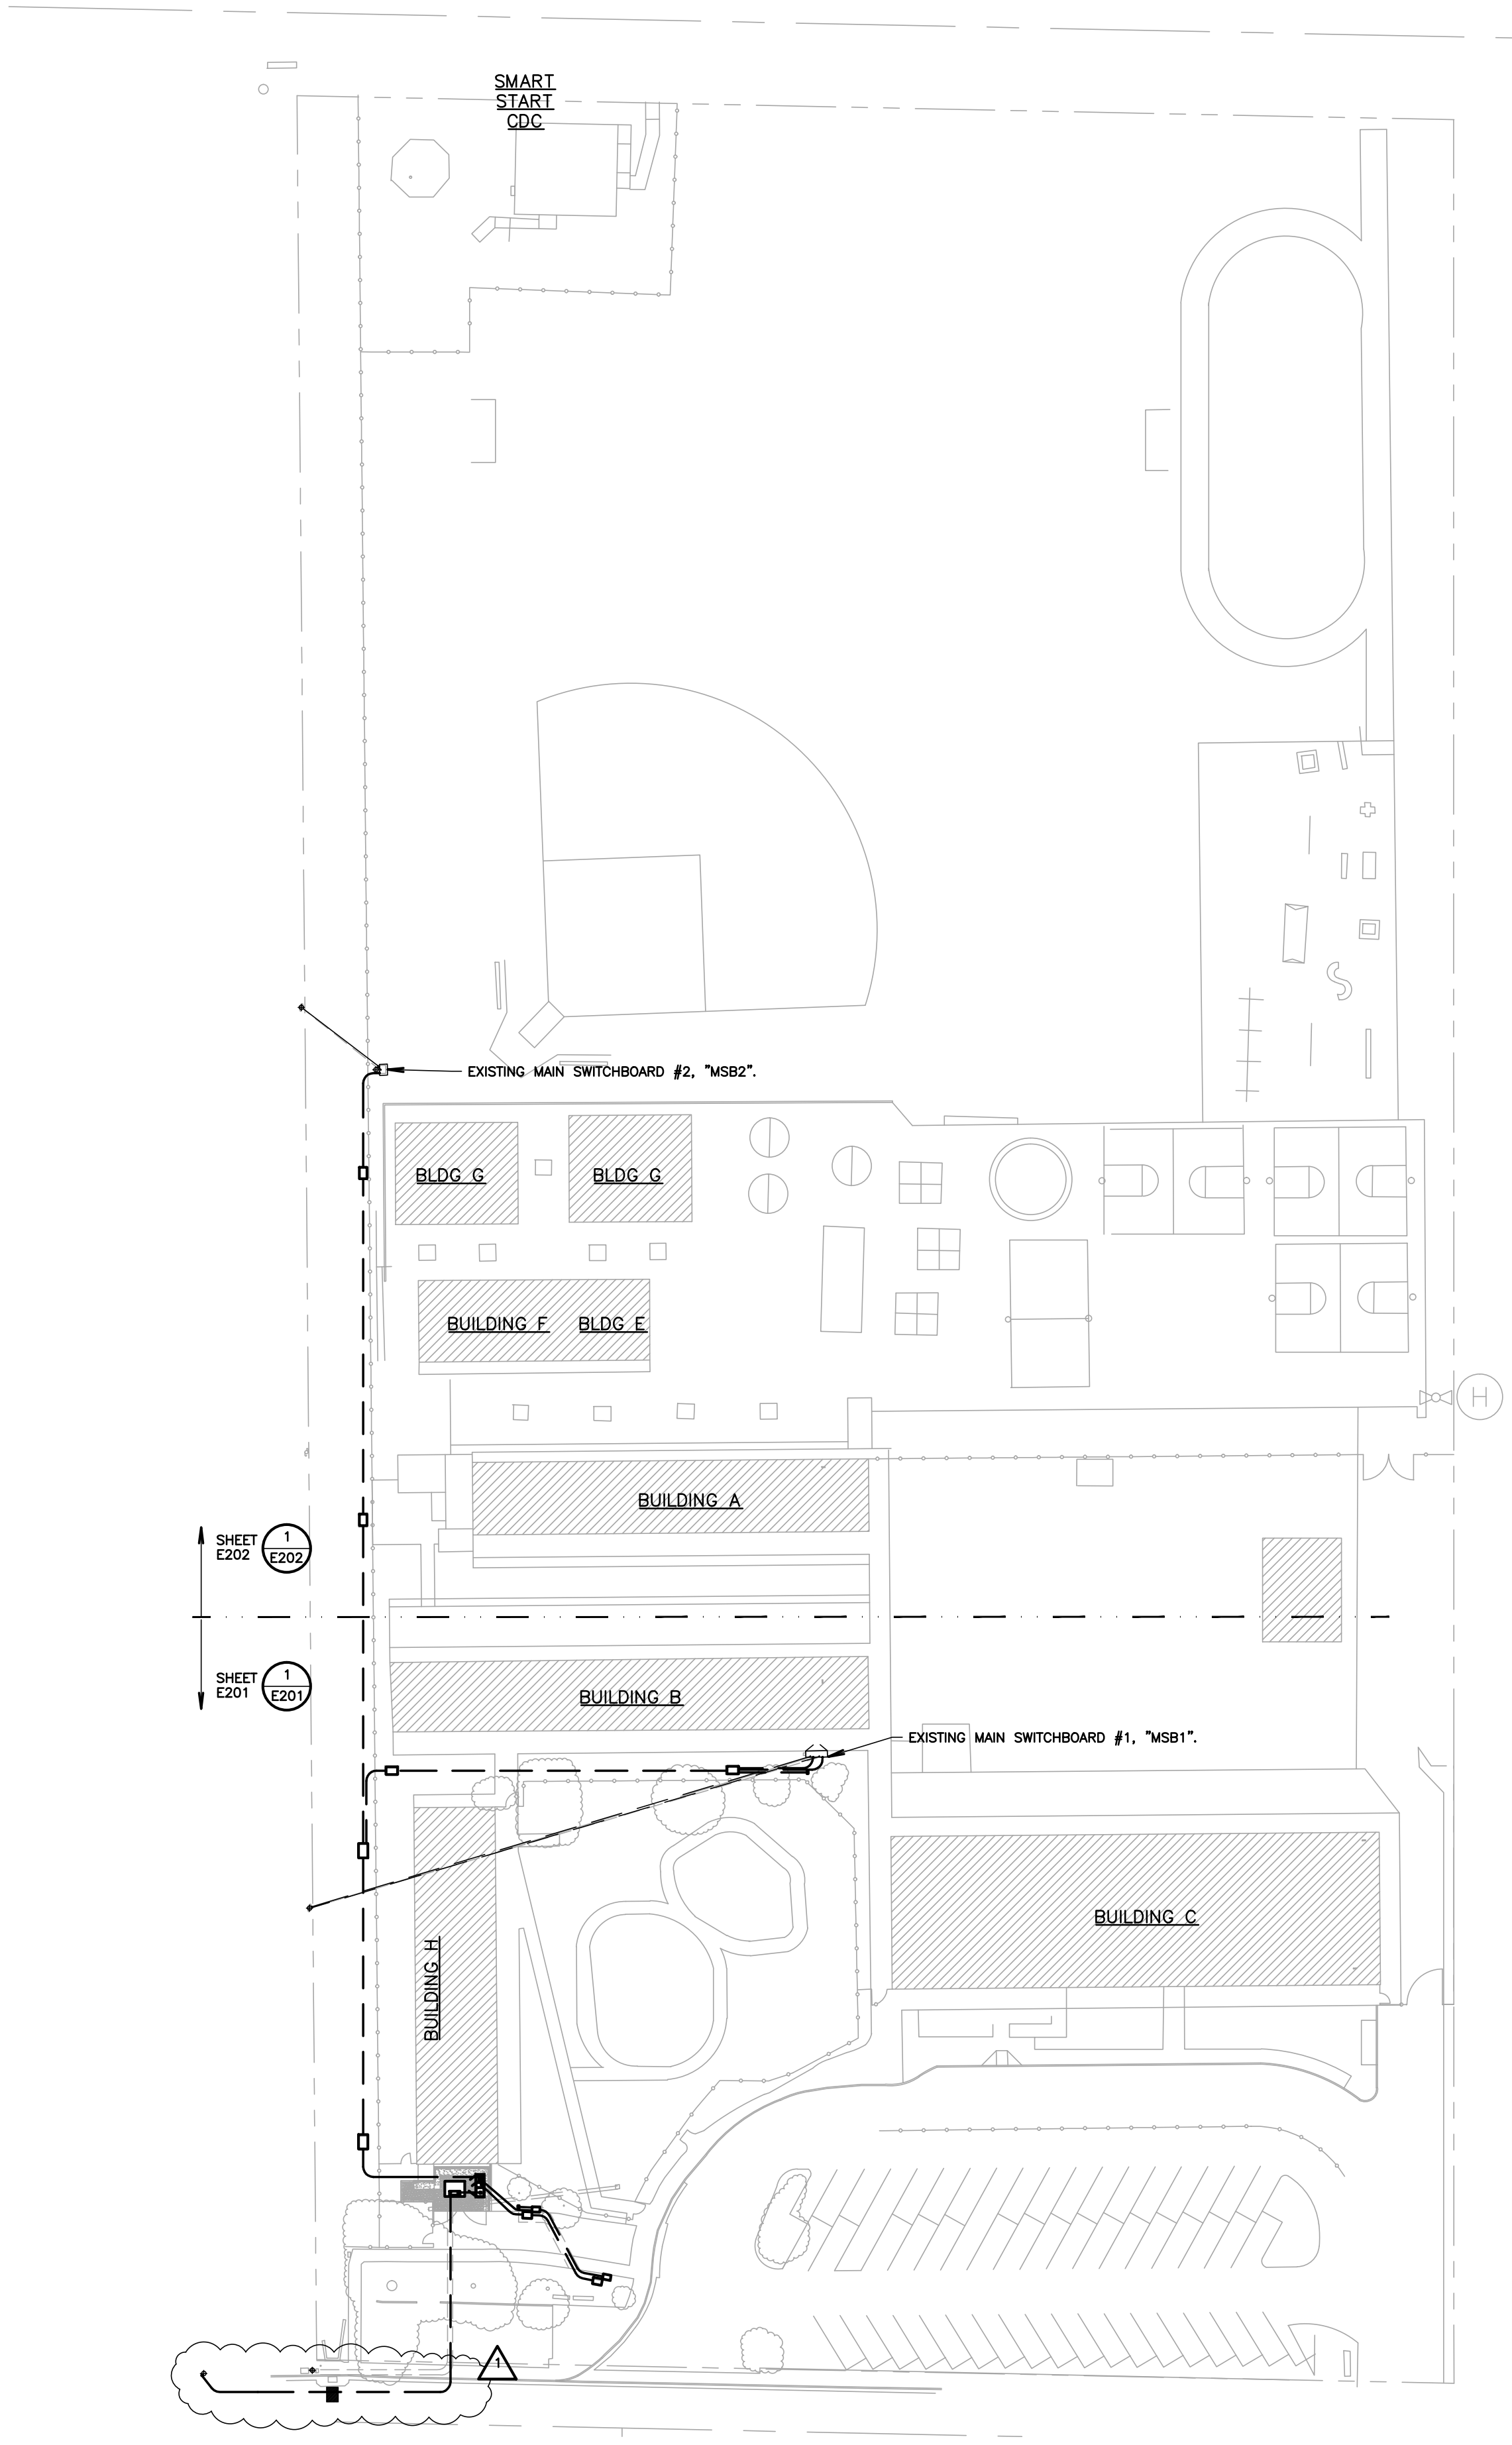 SMART
START
CDC
EXISTING MAIN SWITCHBOARD #2, "MSB2".
BLDG G
BLDG G
BUILDING F
BLDG E
H
BUILDING A
SHEET
E202
1
E202
SHEET
E201
1
E201
BUILDING B
EXISTING MAIN SWITCHBOARD #1, "MSB1".
BUILDING C
BUILDING H
1